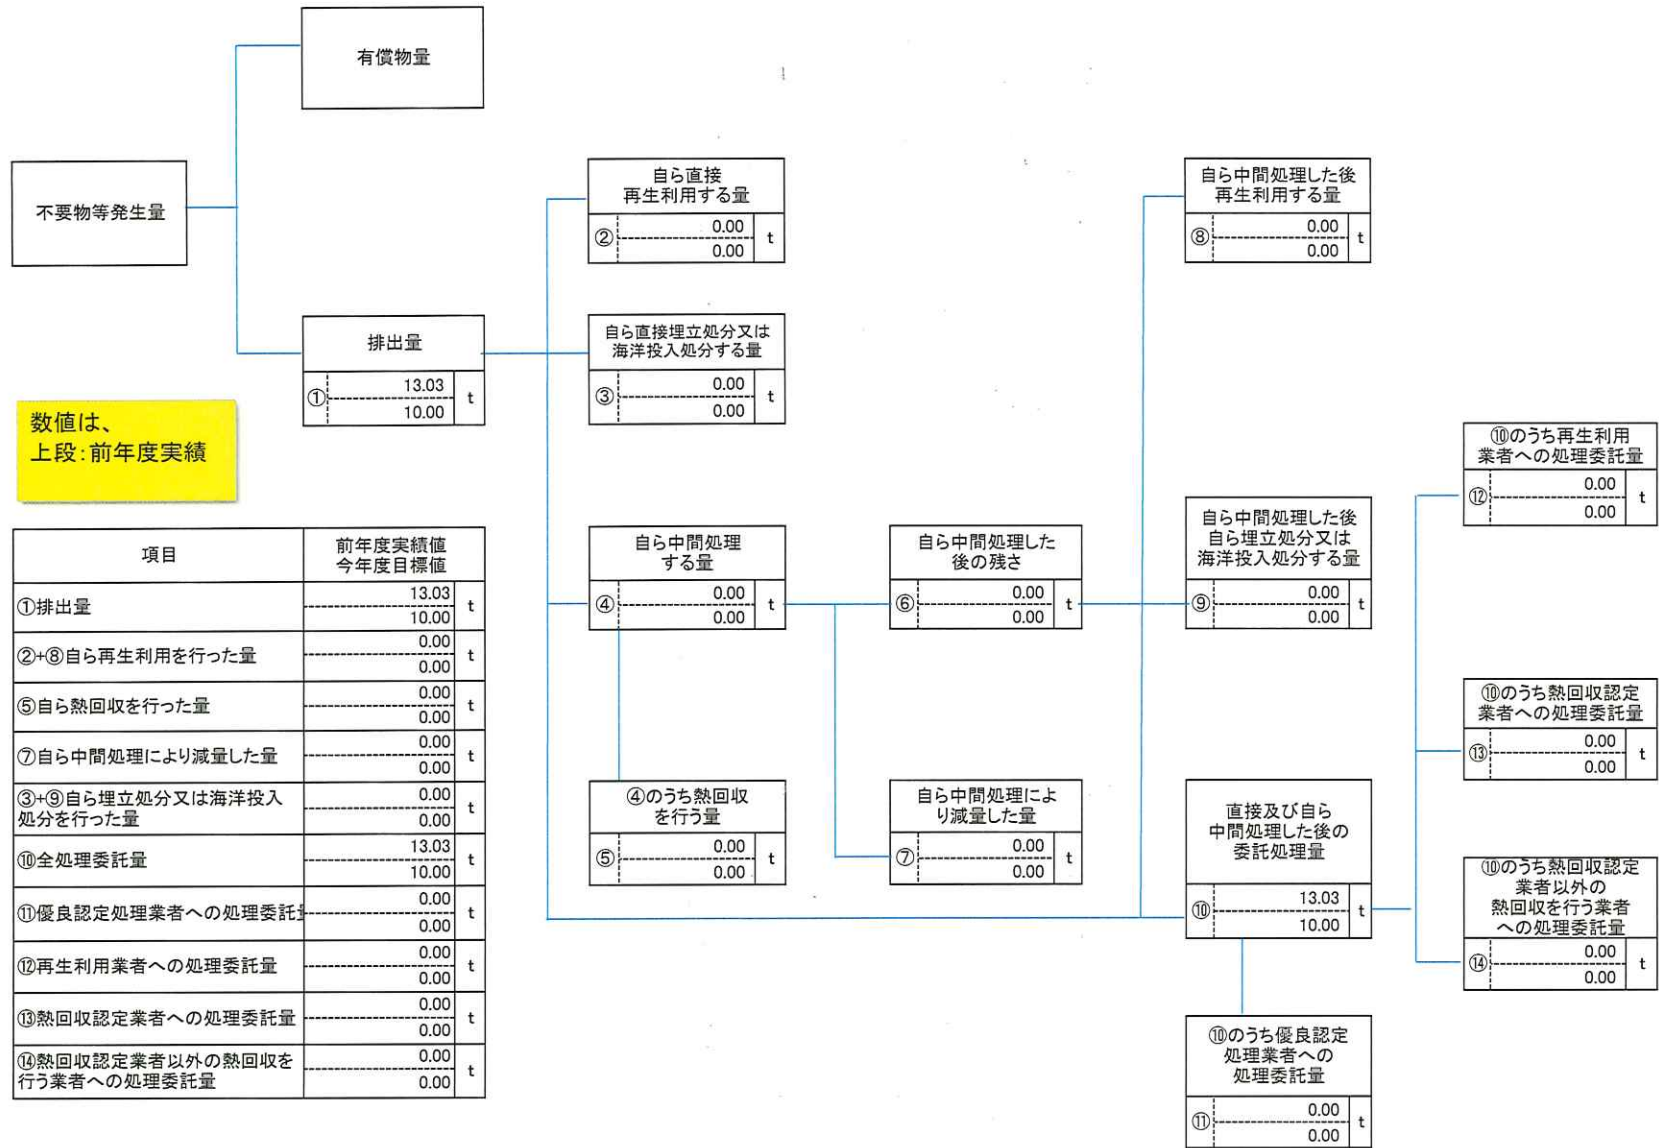 有償物量
不要物等発生量
排出量
①
13.03
10.00
t
数値は、
上段:前年度実績
自ら直接
再生利用する量
②
0.00
0.00
t
自ら直接埋立処分又は
海洋投入処分する量
③
0.00
0.00
t
自ら中間処理
する量
④
0.00
0.00
t
④のうち熱回収
を行う量
⑤
0.00
0.00
t
自ら中間処理した
後の残さ
⑥
0.00
0.00
t
自ら中間処理によ
り減量した量
⑦
0.00
0.00
t
自ら中間処理した後
再生利用する量
⑧
0.00
0.00
t
自ら中間処理した後
自ら埋立処分又は
海洋投入処分する量
⑨
0.00
0.00
t
直接及び自ら
中間処理した後の
委託処理量
⑩
13.03
10.00
t
⑩のうち優良認定
処理業者への
処理委託量
⑪
0.00
0.00
t
⑩のうち再生利用
業者への処理委託量
⑫
0.00
0.00
t
⑩のうち熱回収認定
業者への処理委託量
⑬
0.00
0.00
t
⑩のうち熱回収認定
業者以外の
熱回収を行う業者
への処理委託量
⑭
0.00
0.00
t
項目
前年度実績値
今年度目標値
①排出量
13.03
10.00
t
②+⑧自ら再生利用を行った量
0.00
0.00
t
⑤自ら熱回収を行った量
0.00
0.00
t
⑦自ら中間処理により減量した量
0.00
0.00
t
③+⑨自ら埋立処分又は海洋投入
処分を行った量
0.00
0.00
t
⑩全処理委託量
13.03
10.00
t
⑪優良認定処理業者への処理委託
0.00
0.00
t
⑫再生利用業者への処理委託量
0.00
0.00
t
⑬熱回収認定業者への処理委託量
0.00
0.00
t
⑭熱回収認定業者以外の熱回収を
行う業者への処理委託量
0.00
0.00
t